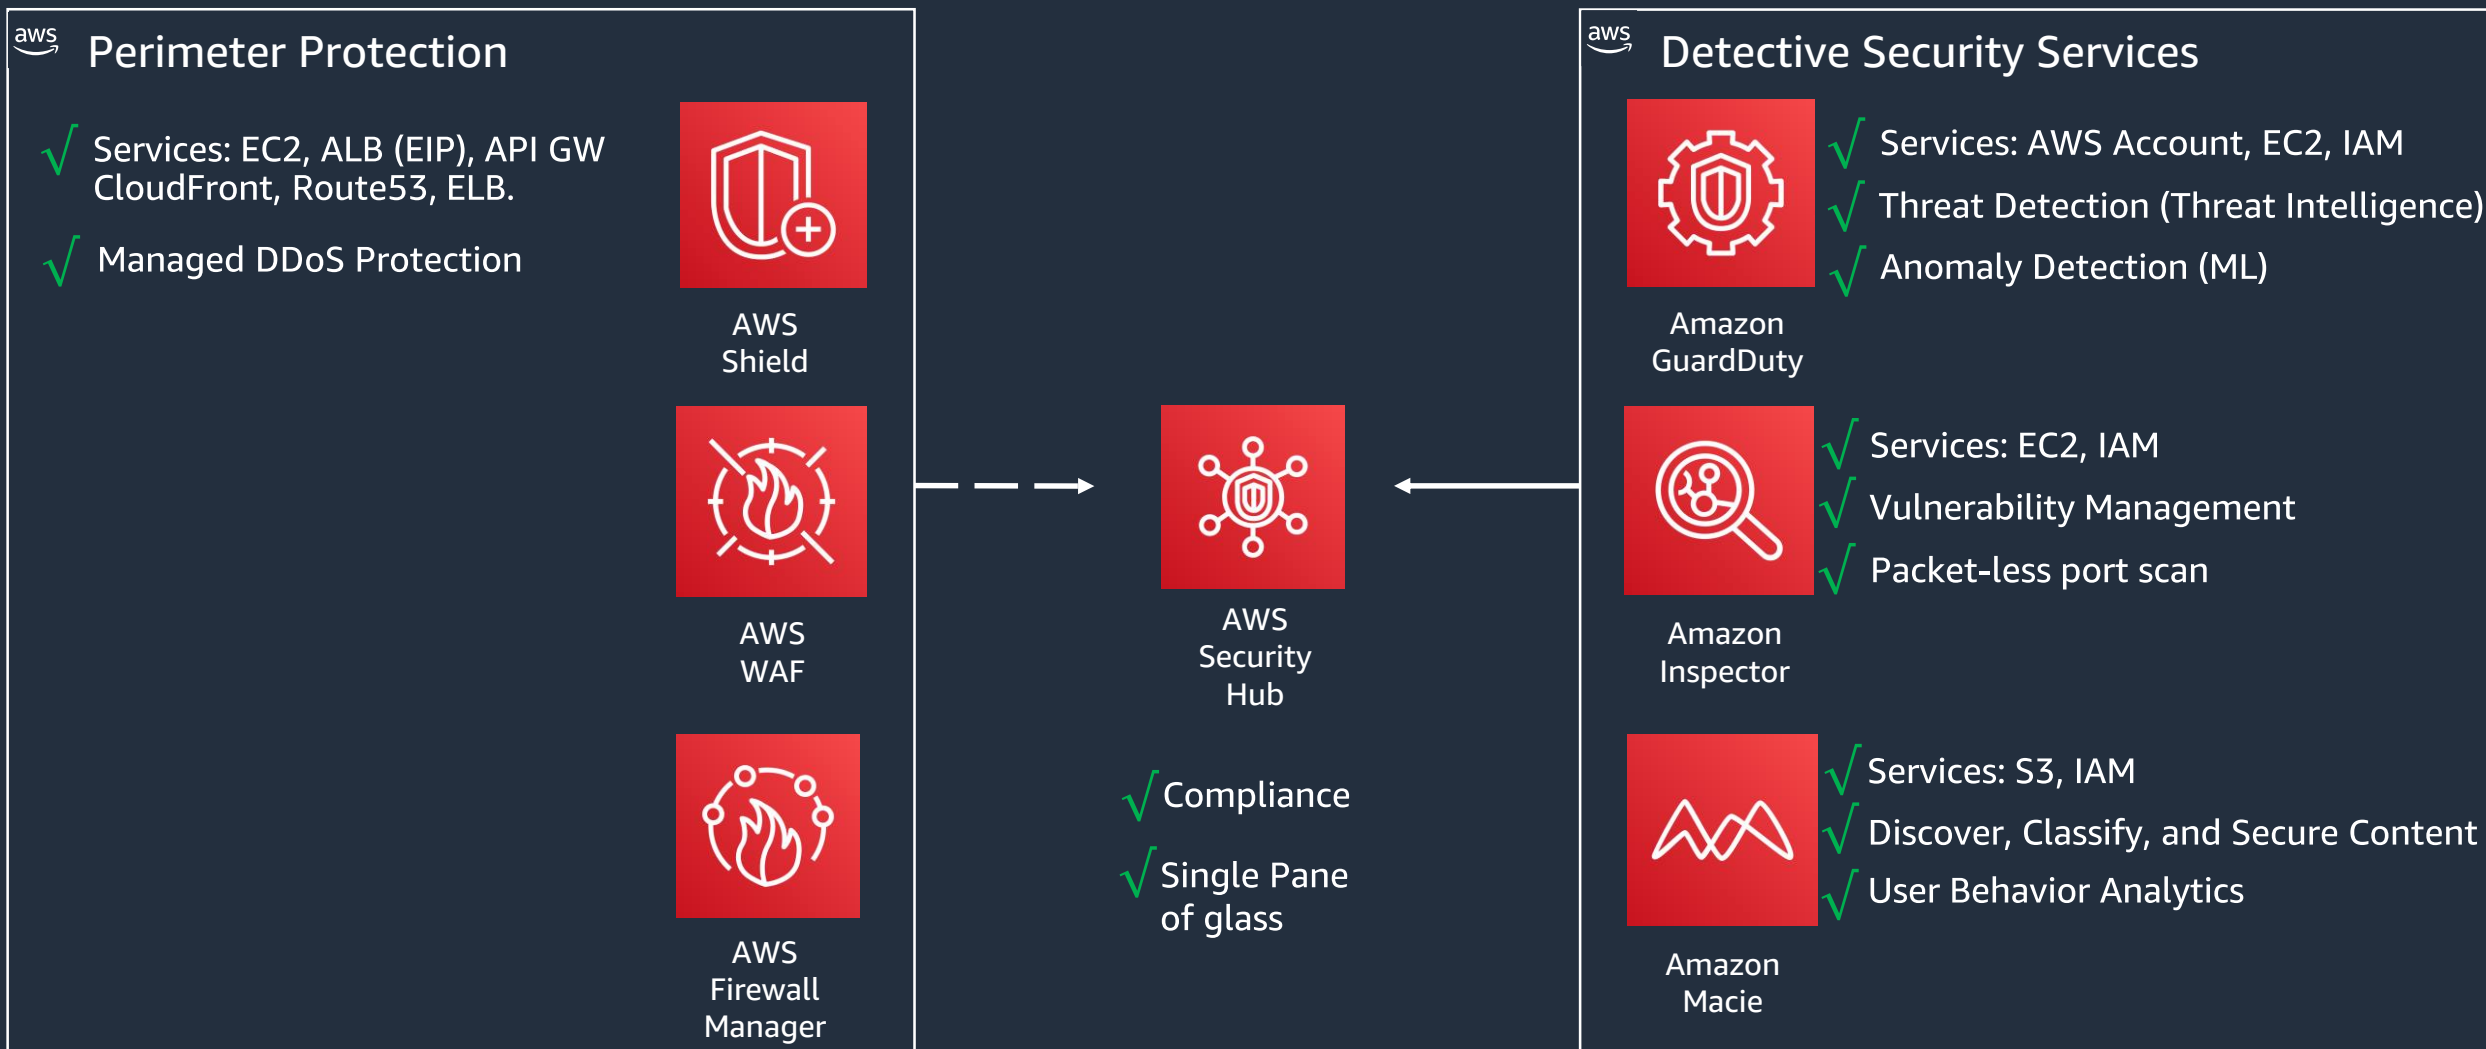 aws
Perimeter Protection
√ Services: EC2, ALB (EIP), API GW
CloudFront, Route53, ELB.
√ Managed DDoS Protection
AWS
Shield
AWS
WAF
AWS
Firewall
Manager
AWS
Security
Hub
√ Compliance
√ Single Pane
of glass
aws
Detective Security Services
Amazon
GuardDuty
√ Services: AWS Account, EC2, IAM
√ Threat Detection (Threat Intelligence)
√ Anomaly Detection (ML)
Amazon
Inspector
√ Services: EC2, IAM
√ Vulnerability Management
√ Packet-less port scan
Amazon
Macie
√ Services: S3, IAM
√ Discover, Classify, and Secure Content
√ User Behavior Analytics